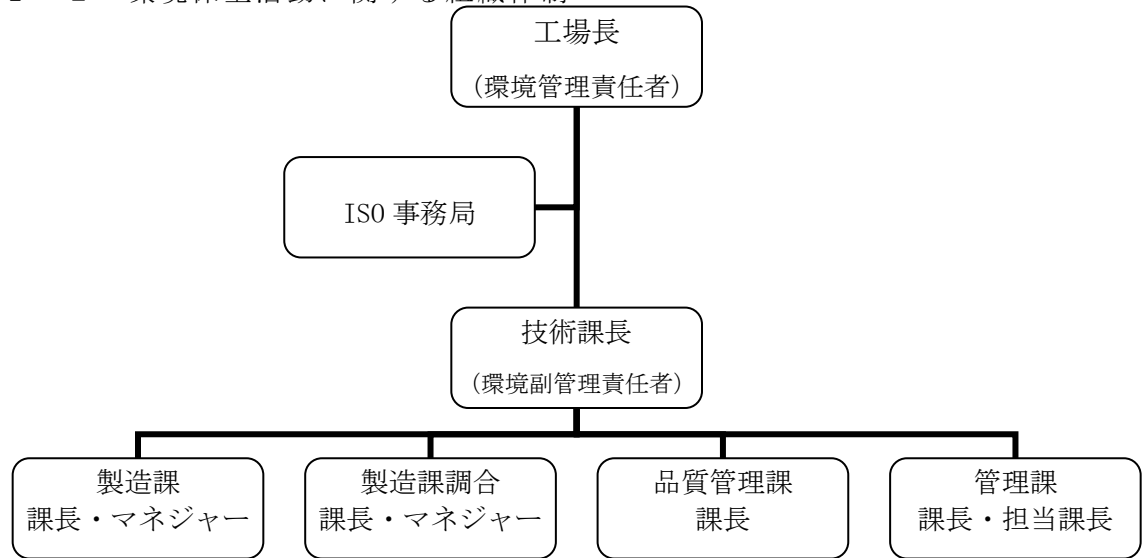 工場長
（環境管理責任者）
ISO 事務局
技術課長
（環境副管理責任者）
製造課
課長・マネジャー
製造課調合
課長・マネジャー
品質管理課
課長
管理課
課長・担当課長